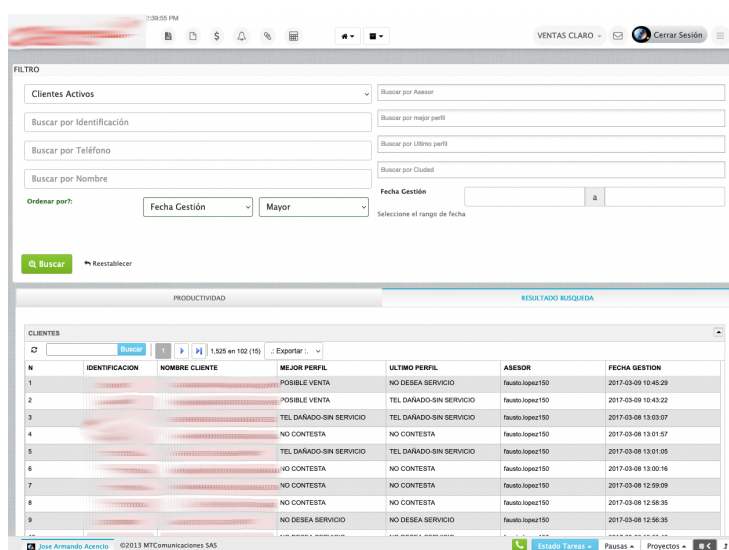 2:39:55 PM
VENTAS CLARO
Cerrar Sesión
FILTRO
Clientes Activos
Buscar por Identificación
Buscar por Teléfono
Buscar por Nombre
Ordenar por?:
Fecha Gestión
Mayor
Buscar por Asesor
Buscar por mejor perfil
Buscar por Ultimo perfil
Buscar por Ciudad
Fecha Gestión
a
Seleccione el rango de fecha
Buscar
Reestablecer
PRODUCTIVIDAD
RESULTADO BUSQUEDA
CLIENTES
Buscar 1 1,525 en 102 (15) .: Exportar :.
N IDENTIFICACION NOMBRE CLIENTE MEJOR PERFIL ULTIMO PERFIL ASESOR FECHA GESTION
1 POSIBLE VENTA NO DESEA SERVICIO fausto.lopez150 2017-03-09 10:45:29
2 POSIBLE VENTA TEL DAÑADO-SIN SERVICIO fausto.lopez150 2017-03-09 10:43:22
3 TEL DAÑADO-SIN SERVICIO TEL DAÑADO-SIN SERVICIO fausto.lopez150 2017-03-08 13:03:07
4 NO CONTESTA NO CONTESTA fausto.lopez150 2017-03-08 13:01:57
5 TEL DAÑADO-SIN SERVICIO TEL DAÑADO-SIN SERVICIO fausto.lopez150 2017-03-08 13:01:05
6 NO CONTESTA NO CONTESTA fausto.lopez150 2017-03-08 13:00:16
7 NO CONTESTA NO CONTESTA fausto.lopez150 2017-03-08 12:59:09
8 NO CONTESTA NO CONTESTA fausto.lopez150 2017-03-08 12:58:35
9 NO DESEA SERVICIO NO DESEA SERVICIO fausto.lopez150 2017-03-08 12:56:35
Jose Armando Acencio ©2013 MTComunicaciones SAS Estado Tareas Pausas Proyectos